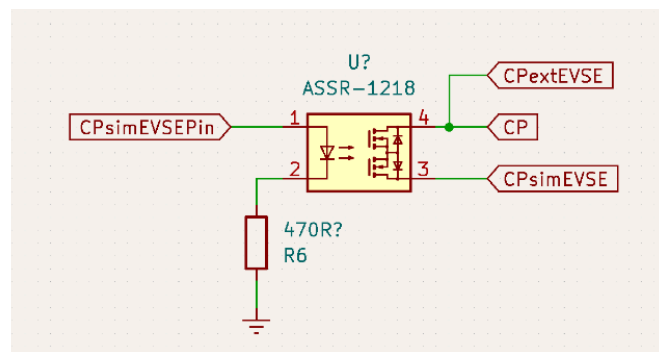 U?
ASSR-1218
CPextEVSE
CPsimEVSEPin
1
4
CP
2
3
CPsimEVSE
470R?
R6